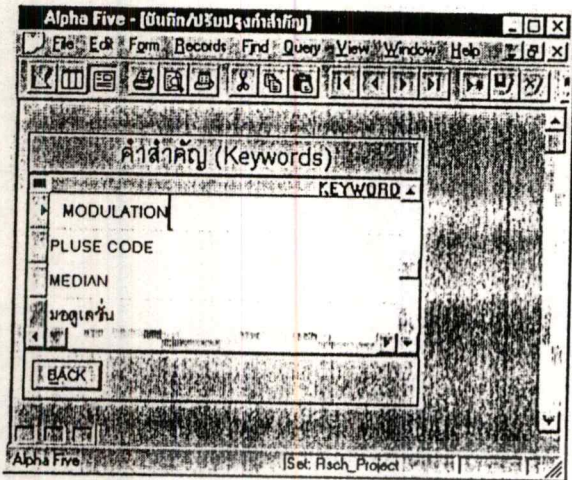 Alpha Five - [บันทึก/ปรับปรุงคำสำคัญ]
File Edit Form Records Find Query View Window Help
คำสำคัญ (Keywords)
KEYWORD
MODULATION
PLUSE CODE
MEDIAN
มอดูเลชั่น
BACK
Alpha Five
Set: Rsch_Project